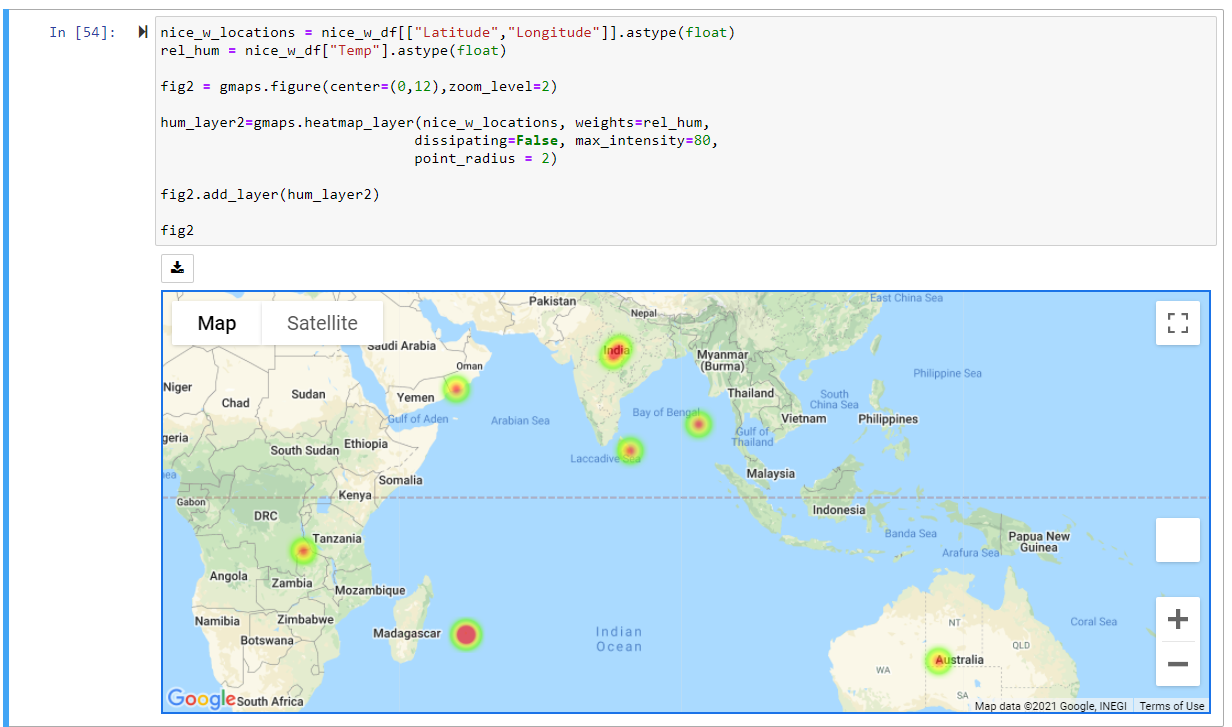 In [54]:
nice_w_locations = nice_w_df[["Latitude","Longitude"]].astype(float)
rel_hum = nice_w_df["Temp"].astype(float)
fig2 = gmaps.figure(center=(0,12),zoom_level=2)
hum_layer2=gmaps.heatmap_layer(nice_w_locations, weights=rel_hum,
dissipating=False, max_intensity=80,
point_radius = 2)
fig2.add_layer(hum_layer2)
fig2
Map
Satellite
Pakistan
East China Sea
Nepal
Saudi Arabia
India
Myanmar
(Burma)
Oman
Philippine Sea
Niger
Chad
Sudan
Yemen
Thailand
South
China Sea
Gulf of Aden
Arabian Sea
Bay of Bengal
Vietnam
Philippines
Gulf of
Thailand
geria
South Sudan
Ethiopia
Laccadive Sea
Malaysia
ea
Somalia
Kenya
Gabon
DRC
Indonesia
Tanzania
Banda Sea
Papua New
Guinea
Arafura Sea
Angola
Zambia
Mozambique
Namibia
Zimbabwe
Botswana
Madagascar
Indian
Ocean
NT
Coral Sea
QLD
Australia
WA
SA
Google
South Africa
Map data ©2021 Google, INEGI
Terms of Use